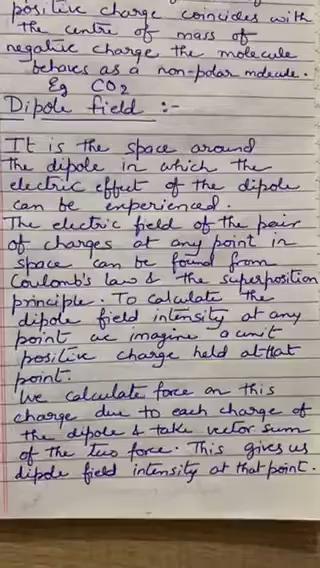 positive charge coincides with
the centre of mass of
negative charge the molecule
behaves as a non-polar molecule.
Eg CO2
Dipole field :-
It is the space around
the dipole in which the
electric effect of the dipole
can be experienced.
The electric field of the pair
of charges at any point in
space can be found from
Coulomb's law & the superposition
principle. To calculate the
dipole field intensity at any
point we imagine a unit
positive charge held at that
point.
We calculate force on this
charge due to each charge of
the dipole & take vector sum
of the two force. This gives us
dipole field intensity at that point.